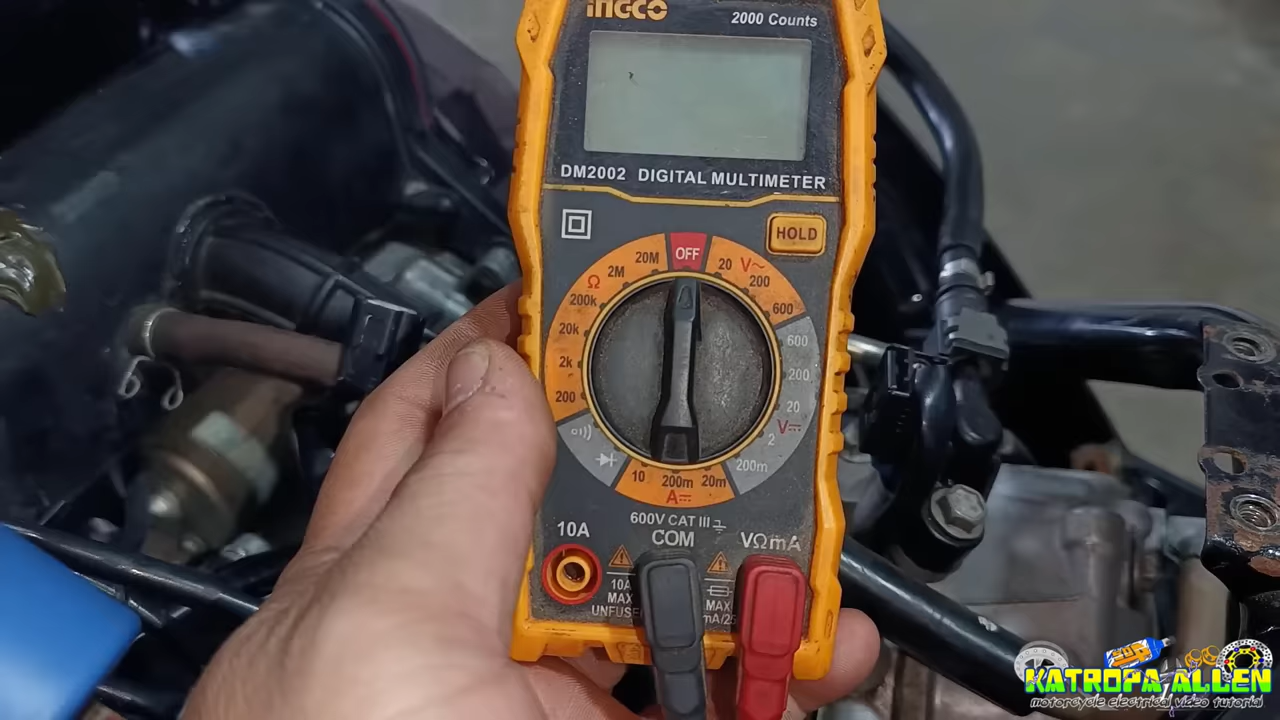 INGCO
2000 Counts
DM2002 DIGITAL MULTIMETER
HOLD
OFF
20M
2M
Ω
200k
20k
2k
200
20
V~
200
600
600
200
20
V⎓
2
200m
10
200m
20m
A⎓
600V CAT III
10A
COM
VΩmA
10A
MAX
UNFUSE
MAX
KATROPA ALLEN
motorcycle electrical video tutorial